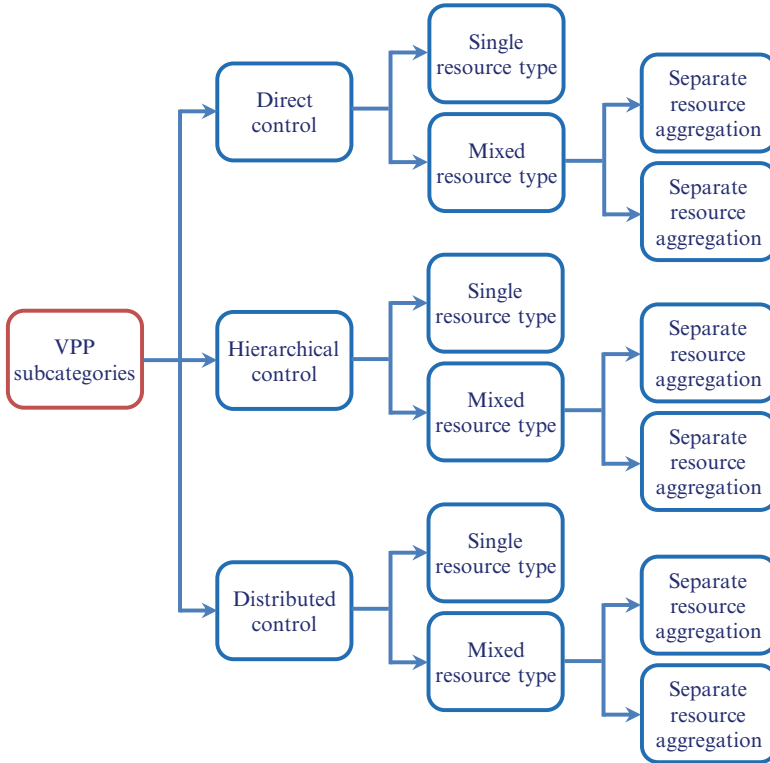 VPP
subcategories
Direct
control
Single
resource type
Mixed
resource type
Separate
resource
aggregation
Separate
resource
aggregation
Hierarchical
control
Single
resource type
Mixed
resource type
Separate
resource
aggregation
Separate
resource
aggregation
Distributed
control
Single
resource type
Mixed
resource type
Separate
resource
aggregation
Separate
resource
aggregation